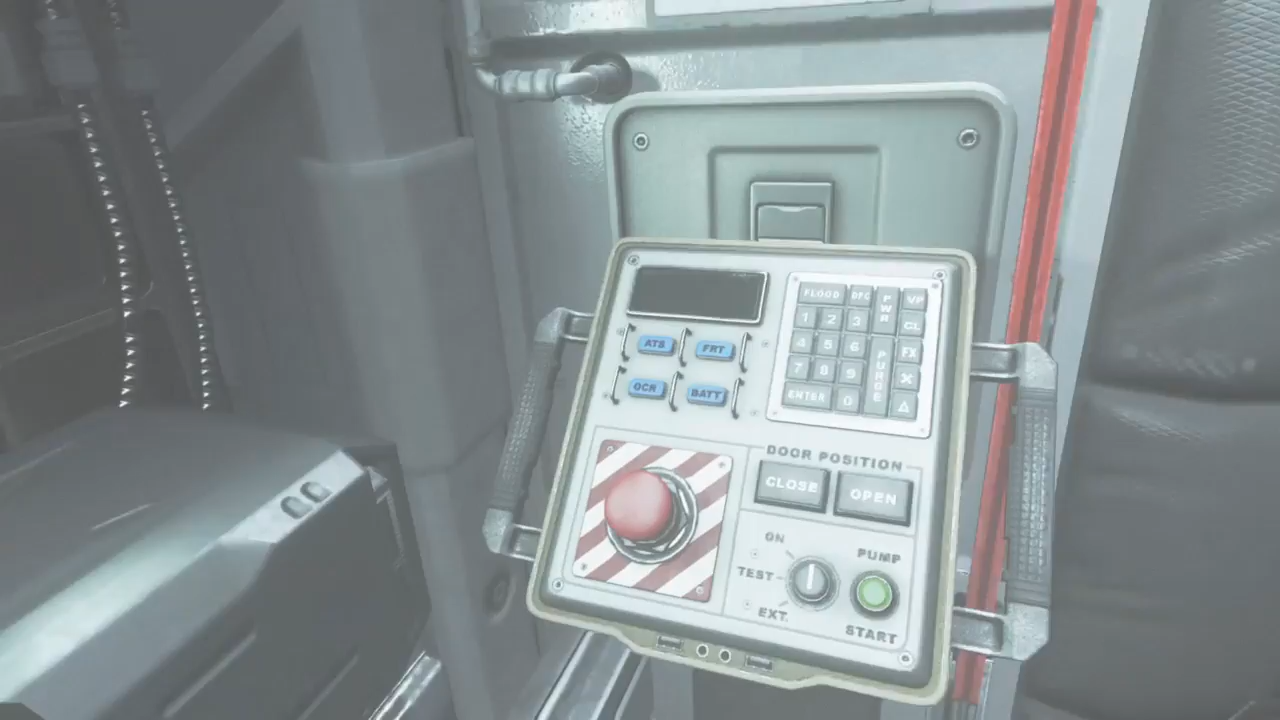 FLOOD DFG PWR VP
1 2 3 CL
4 5 6 PURGE FX
7 8 9 X
ENTER 0 Δ
ATS FRT
OCR BATT
DOOR POSITION
CLOSE OPEN
ON PUMP
TEST
EXT. START